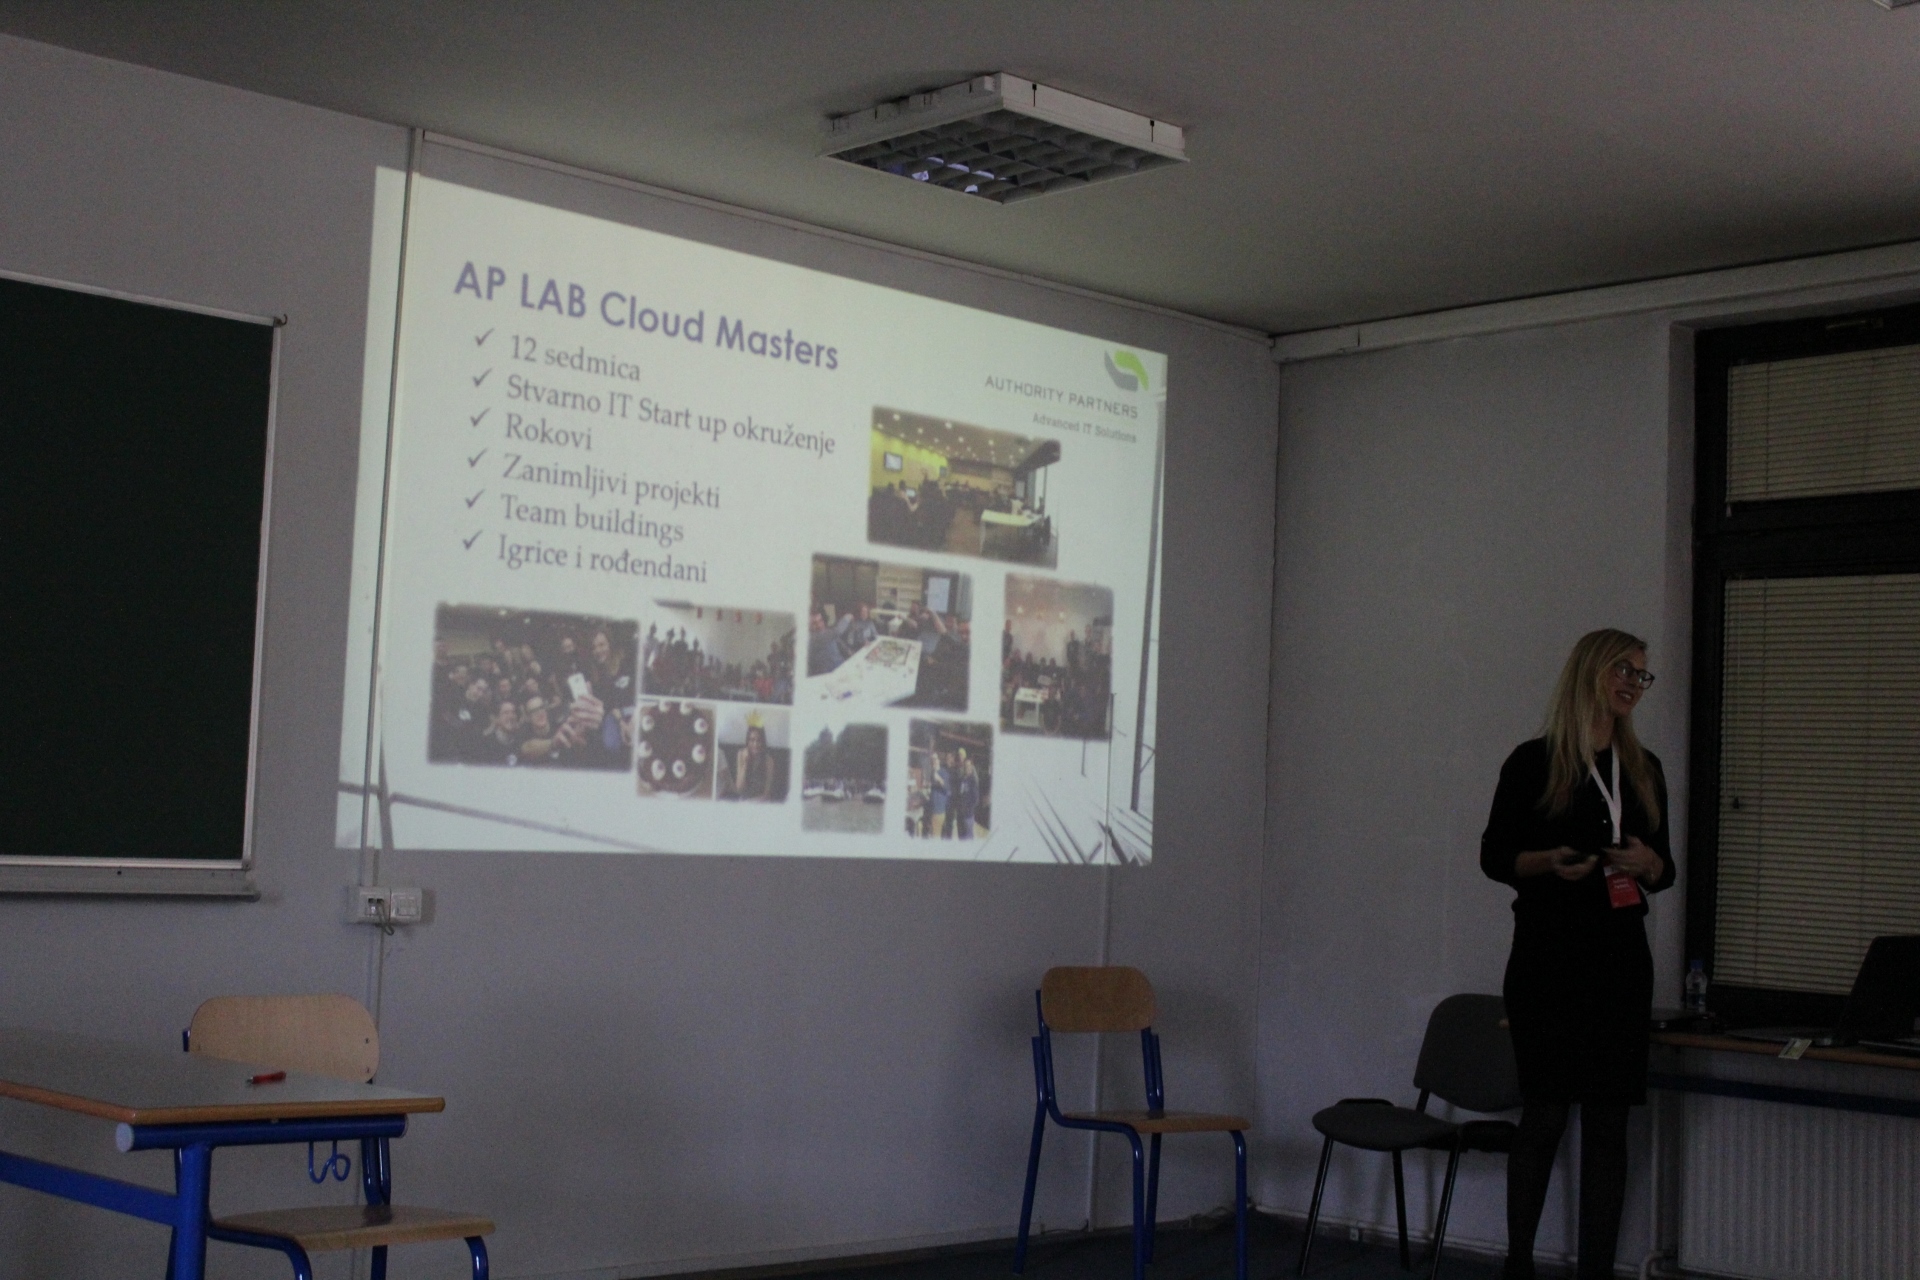 AP LAB Cloud Masters
✓ 12 sedmica
✓ Stvarno IT Start up okruženje
✓ Rokovi
✓ Zanimljivi projekti
✓ Team buildings
✓ Igrice i rođendani
AUTHORITY PARTNERS
Advanced IT Solutions